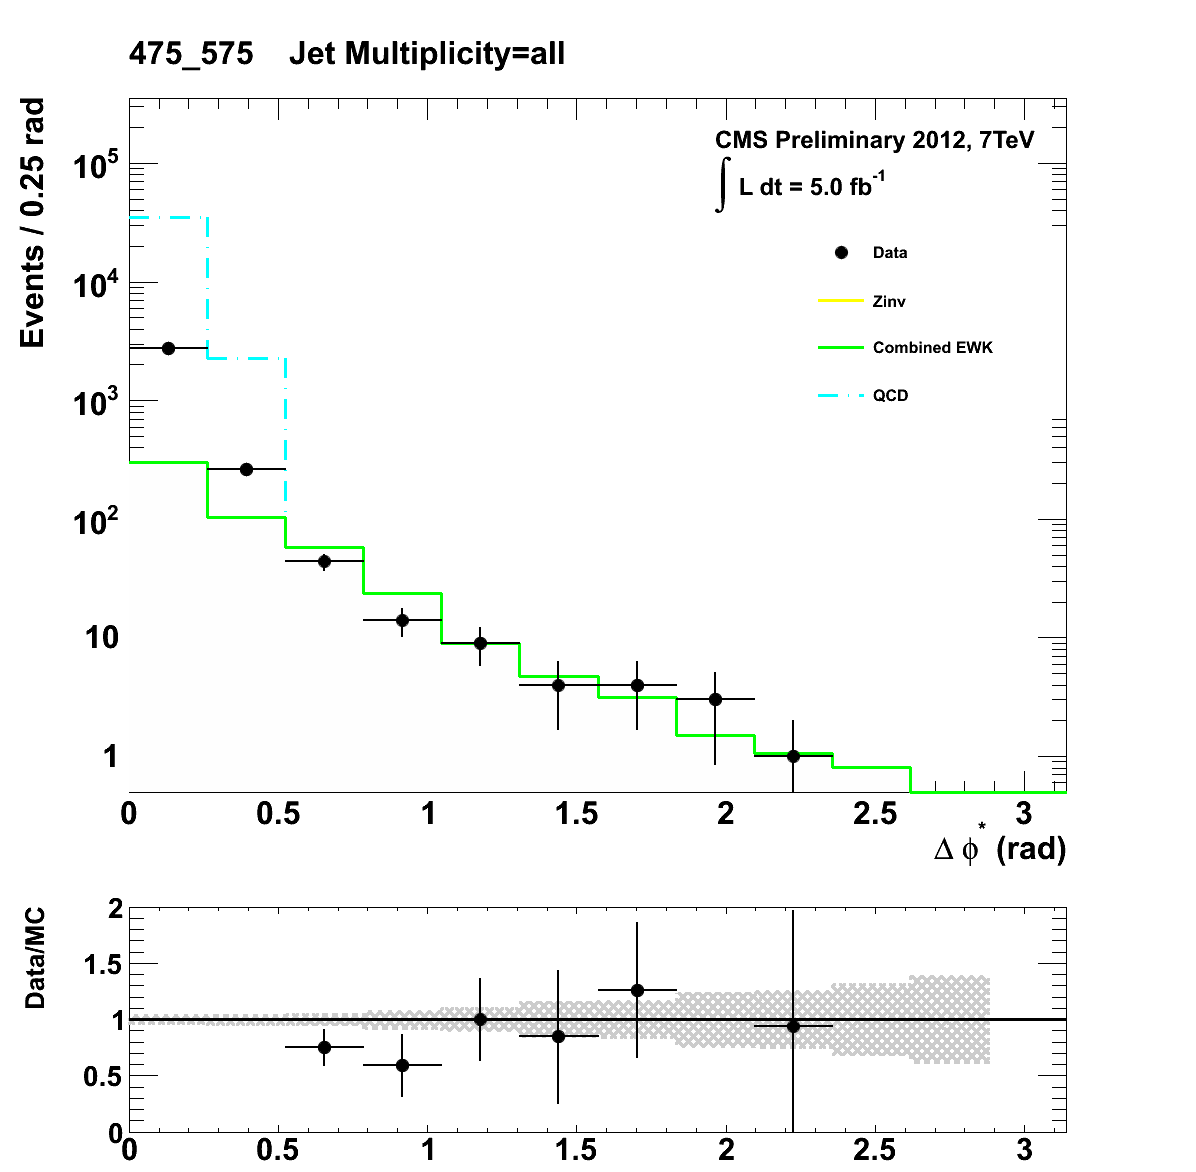 475_575 Jet Multiplicity=all
Events / 0.25 rad
10^5
10^4
10^3
10^2
10
1
CMS Preliminary 2012, 7TeV
∫ L dt = 5.0 fb^-1
Data
Zinv
Combined EWK
QCD
0 0.5 1 1.5 2 2.5 3
Δ ϕ* (rad)
Data/MC
2
1.5
1
0.5
0
0 0.5 1 1.5 2 2.5 3